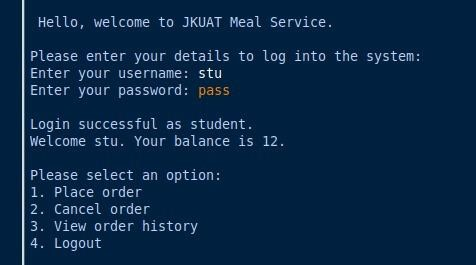 Hello, welcome to JKUAT Meal Service.
Please enter your details to log into the system:
Enter your username: stu
Enter your password: pass
Login successful as student.
Welcome stu. Your balance is 12.
Please select an option:
1. Place order
2. Cancel order
3. View order history
4. Logout